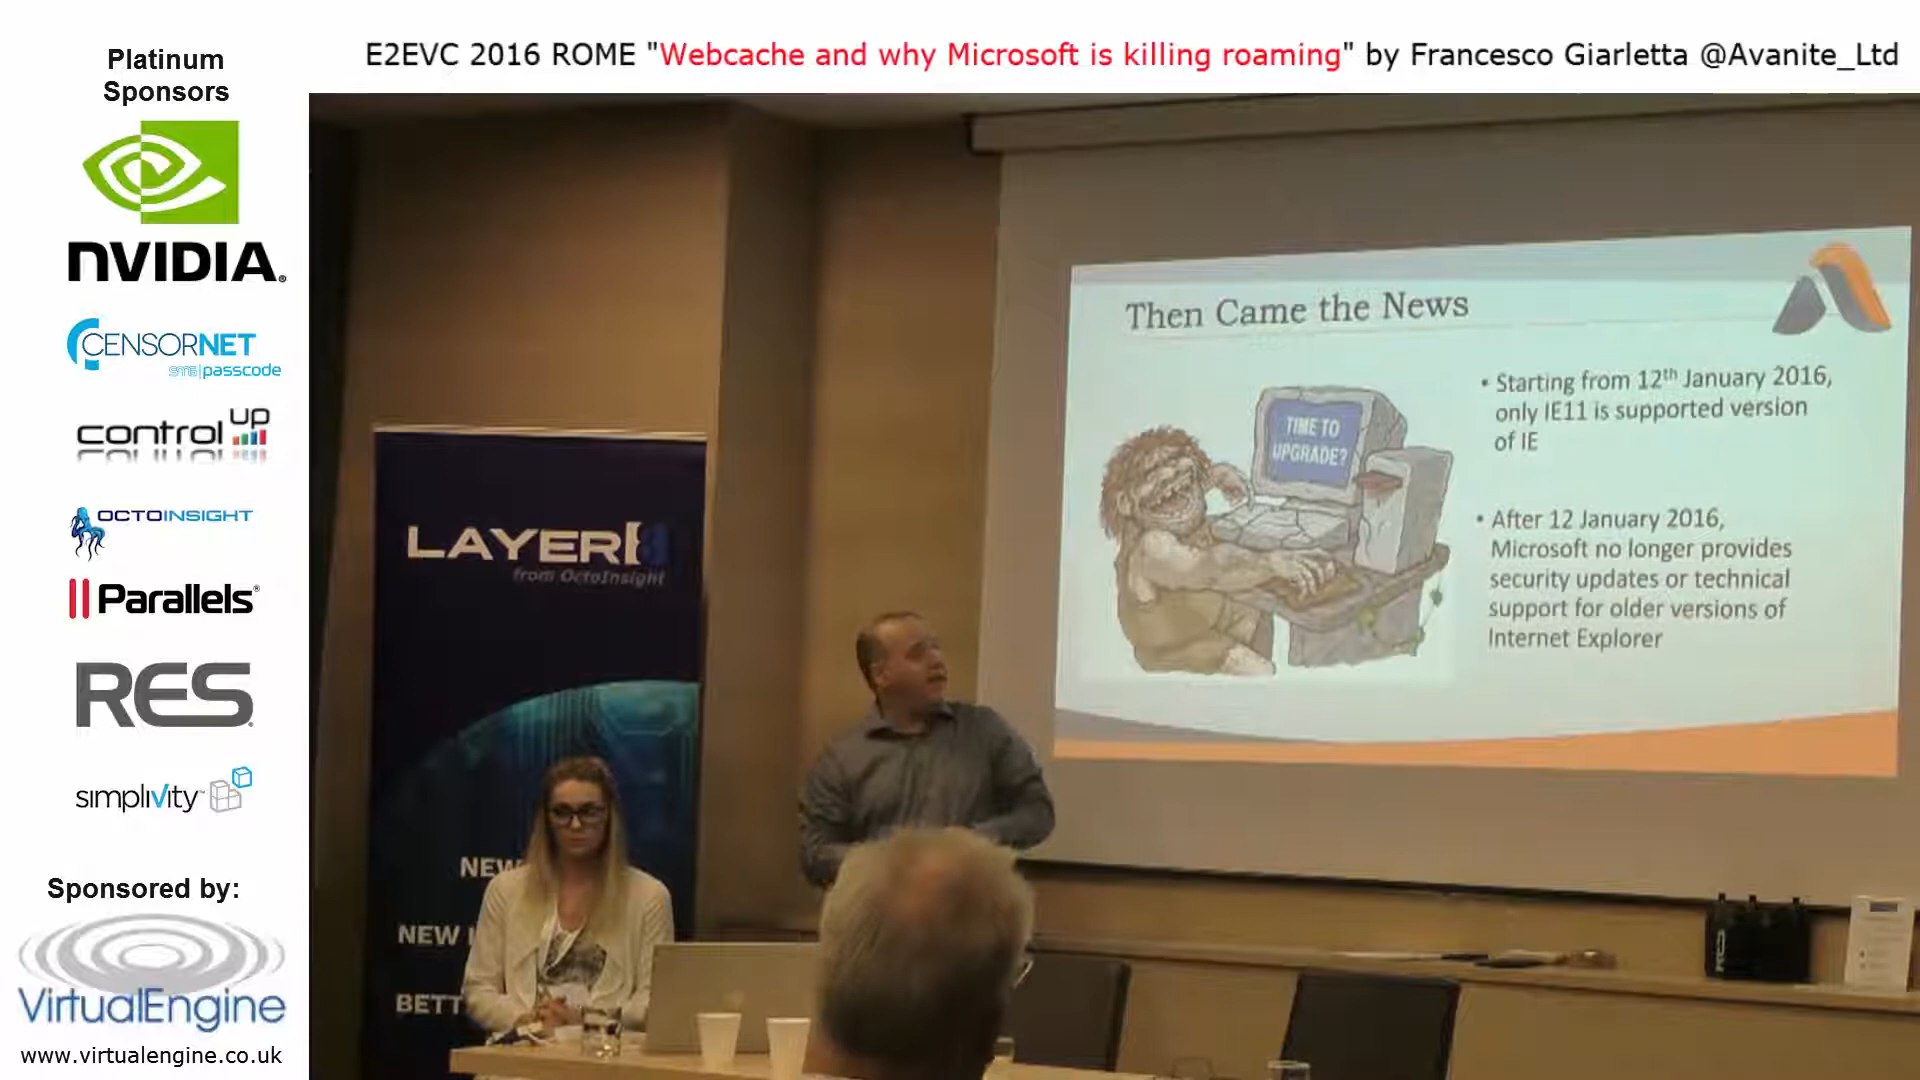 Platinum
Sponsors
E2EVC 2016 ROME "Webcache and why Microsoft is killing roaming" by Francesco Giarletta @Avanite_Ltd
NVIDIA®
CENSORNET
SMS|passcode
control up
OCTOINSIGHT
Parallels®
RES
simplivity™
Sponsored by:
VirtualEngine
www.virtualengine.co.uk
LAYER8
from OctoInsight
NEW
NEW
BETT
Then Came the News
TIME TO
UPGRADE?
• Starting from 12th January 2016,
only IE11 is supported version
of IE
• After 12 January 2016,
Microsoft no longer provides
security updates or technical
support for older versions of
Internet Explorer